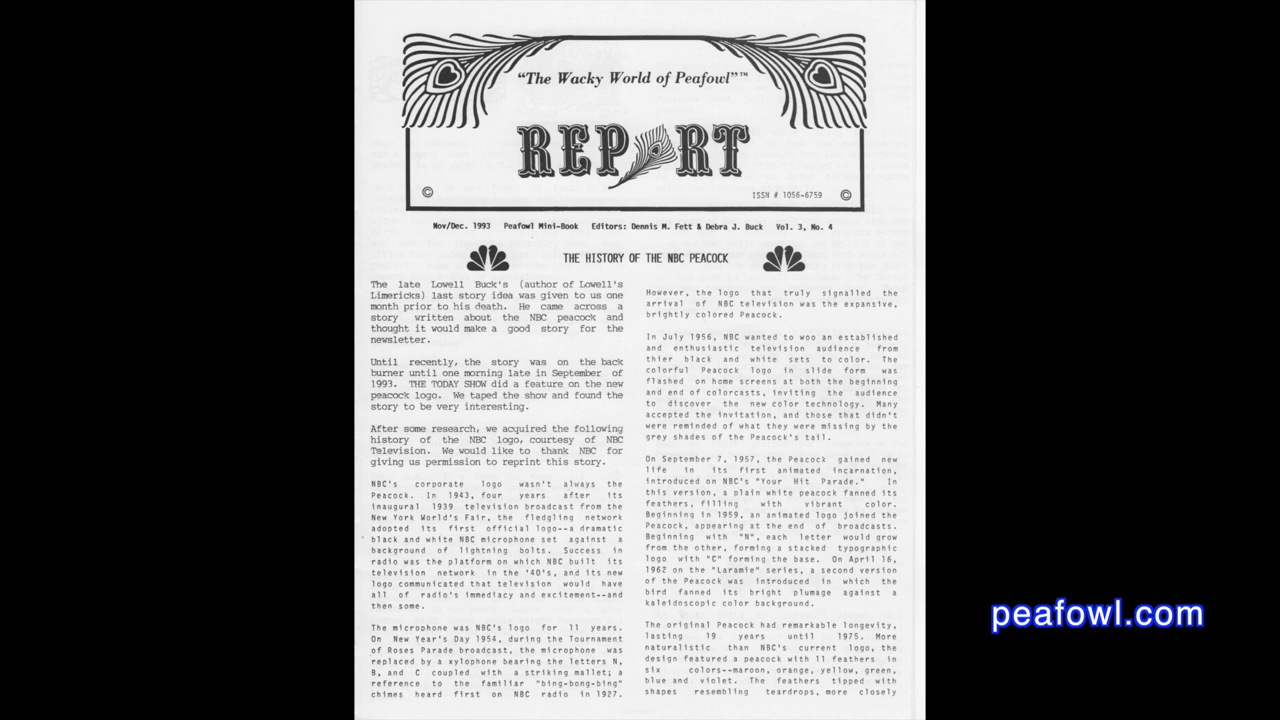 "The Wacky World of Peafowl"™
REPORT
©
ISSN # 1056-6759
©
Nov/Dec. 1993 Peafowl Mini-Book Editors: Dennis M. Fett & Debra J. Buck Vol. 3, No. 4
THE HISTORY OF THE NBC PEACOCK
The late Lowell Buck's (author of Lowell's
Limericks) last story idea was given to us one
month prior to his death. He came across a
story written about the NBC peacock and
thought it would make a good story for the
newsletter.
Until recently, the story was on the back
burner until one morning late in September of
1993. THE TODAY SHOW did a feature on the new
peacock logo. We taped the show and found the
story to be very interesting.
After some research, we acquired the following
history of the NBC logo, courtesy of NBC
Television. We would like to thank NBC for
giving us permission to reprint this story.
NBC's corporate logo wasn't always the
Peacock. In 1943, four years after its
inaugural 1939 television broadcast from the
New York World's Fair, the fledgling network
adopted its first official logo--a dramatic
black and white NBC microphone set against a
background of lightning bolts. Success in
radio was the platform on which NBC built its
television network in the '40's, and its new
logo communicated that television would have
all of radio's immediacy and excitement--and
then some.
The microphone was NBC's logo for 11 years.
On New Year's Day 1954, during the Tournament
of Roses Parade broadcast, the microphone was
replaced by a xylophone bearing the letters N,
B, and C coupled with a striking mallet; a
reference to the familiar "bing-bong-bing"
chimes heard first on NBC radio in 1927.
However, the logo that truly signalled the
arrival of NBC television was the expansive,
brightly colored Peacock.
In July 1956, NBC wanted to woo an established
and enthusiastic television audience from
thier black and white sets to color. The
colorful Peacock logo in slide form was
flashed on home screens at both the beginning
and end of colorcasts, inviting the audience
to discover the new color technology. Many
accepted the invitation, and those that didn't
were reminded of what they were missing by the
grey shades of the Peacock's tail.
On September 7, 1957, the Peacock gained new
life in its first animated incarnation,
introduced on NBC's "Your Hit Parade." In
this version, a plain white peacock fanned its
feathers, filling with vibrant color.
Beginning in 1959, an animated logo joined the
Peacock, appearing at the end of broadcasts.
Beginning with "N", each letter would grow
from the other, forming a stacked typographic
logo with "C" forming the base. On April 16,
1962 on the "Laramie" series, a second version
of the Peacock was introduced in which the
bird fanned its bright plumage against a
kaleidoscopic color background.
The original Peacock had remarkable longevity,
lasting 19 years until 1975. More
naturalistic than NBC's current logo, the
design featured a peacock with 11 feathers in
six colors--maroon, orange, yellow, green,
blue and violet. The feathers tipped with
shapes resembling teardrops, more closely
peafowl.com